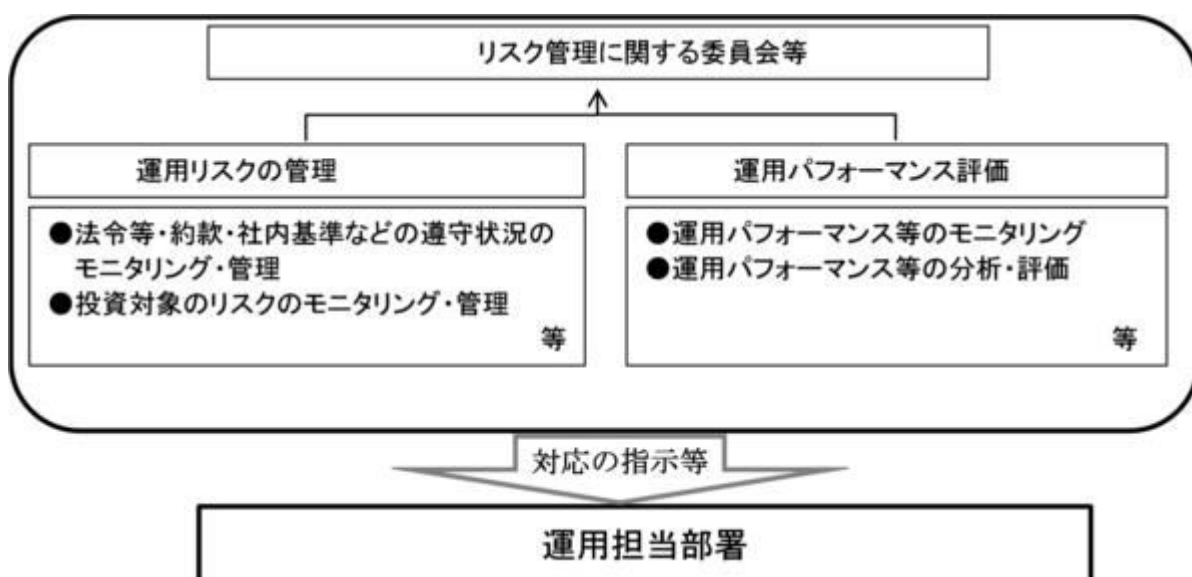 リスク管理に関する委員会等
運用リスクの管理
●法令等・約款・社内基準などの遵守状況の
モニタリング・管理
●投資対象のリスクのモニタリング・管理
等
運用パフォーマンス評価
●運用パフォーマンス等のモニタリング
●運用パフォーマンス等の分析・評価
等
対応の指示等
運用担当部署